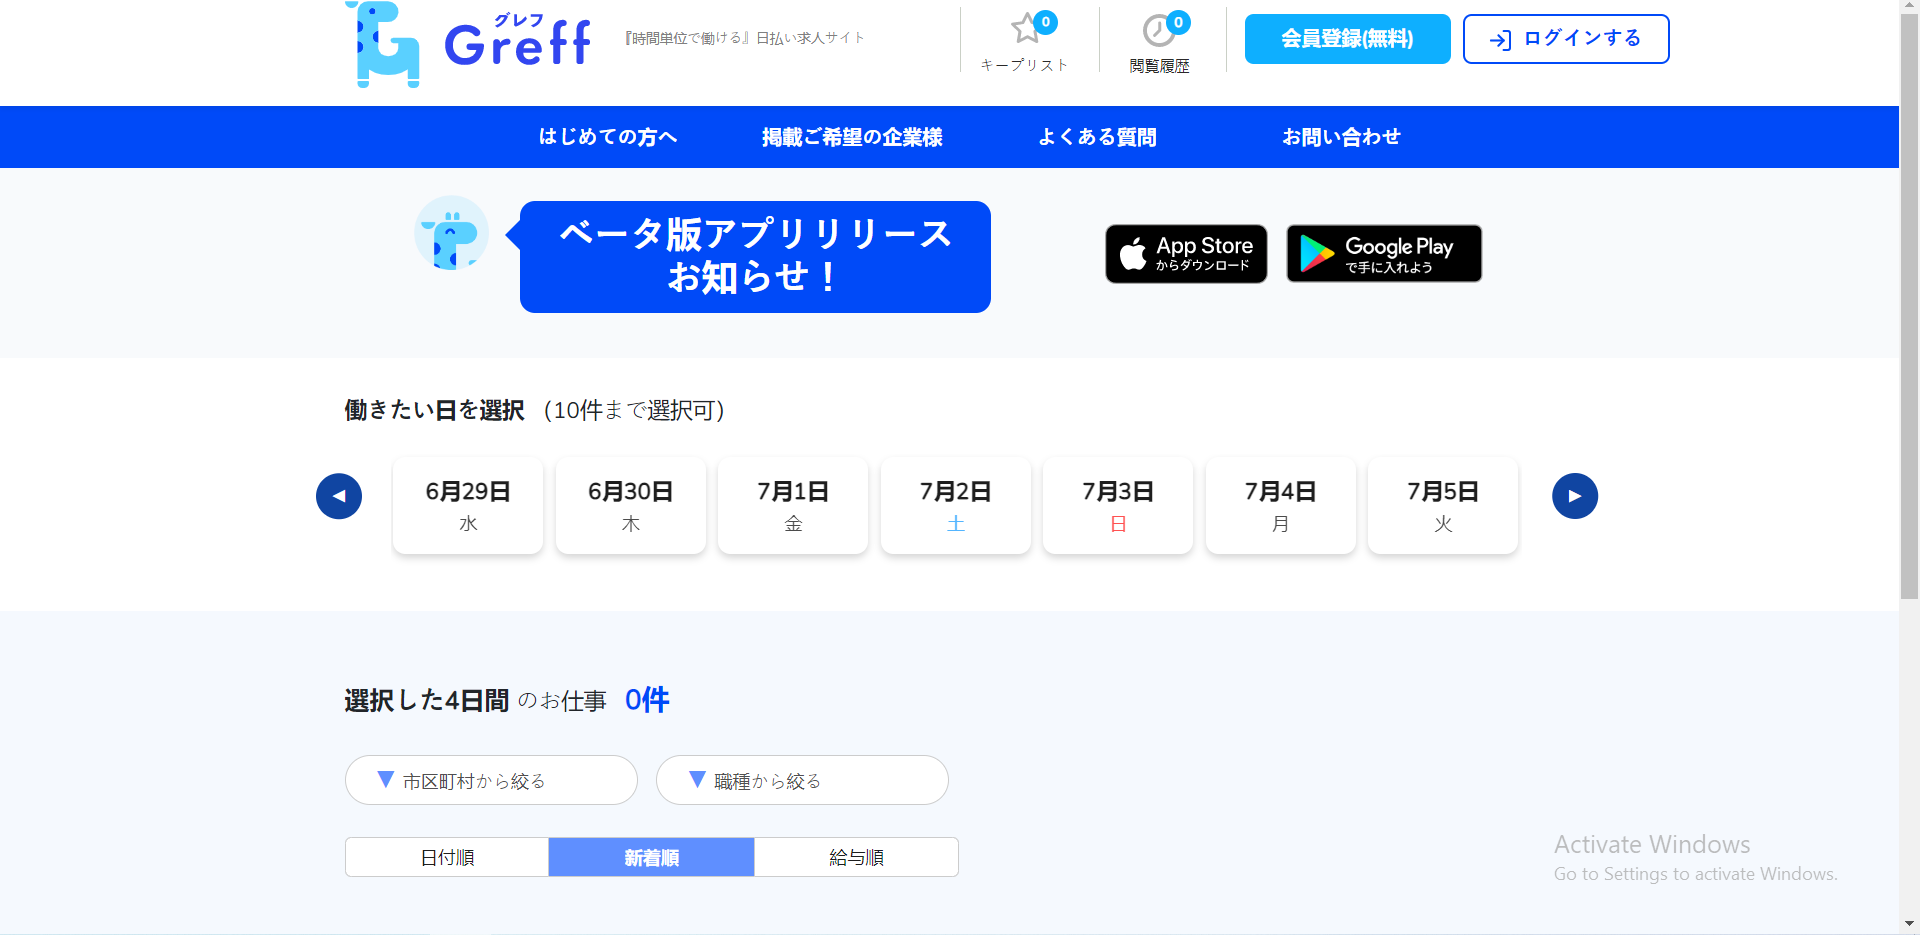 グレフ
Greff
『時間単位で働ける』日払い求人サイト
0
キープリスト
0
閲覧履歴
会員登録(無料)
ログインする
はじめての方へ
掲載ご希望の企業様
よくある質問
お問い合わせ
ベータ版アプリリリース
お知らせ！
App Store
からダウンロード
Google Play
で手に入れよう
働きたい日を選択 (10件まで選択可)
◀
6月29日
水
6月30日
木
7月1日
金
7月2日
土
7月3日
日
7月4日
月
7月5日
火
▶
選択した4日間 のお仕事 0件
▼ 市区町村から絞る
▼ 職種から絞る
日付順
新着順
給与順
Activate Windows
Go to Settings to activate Windows.